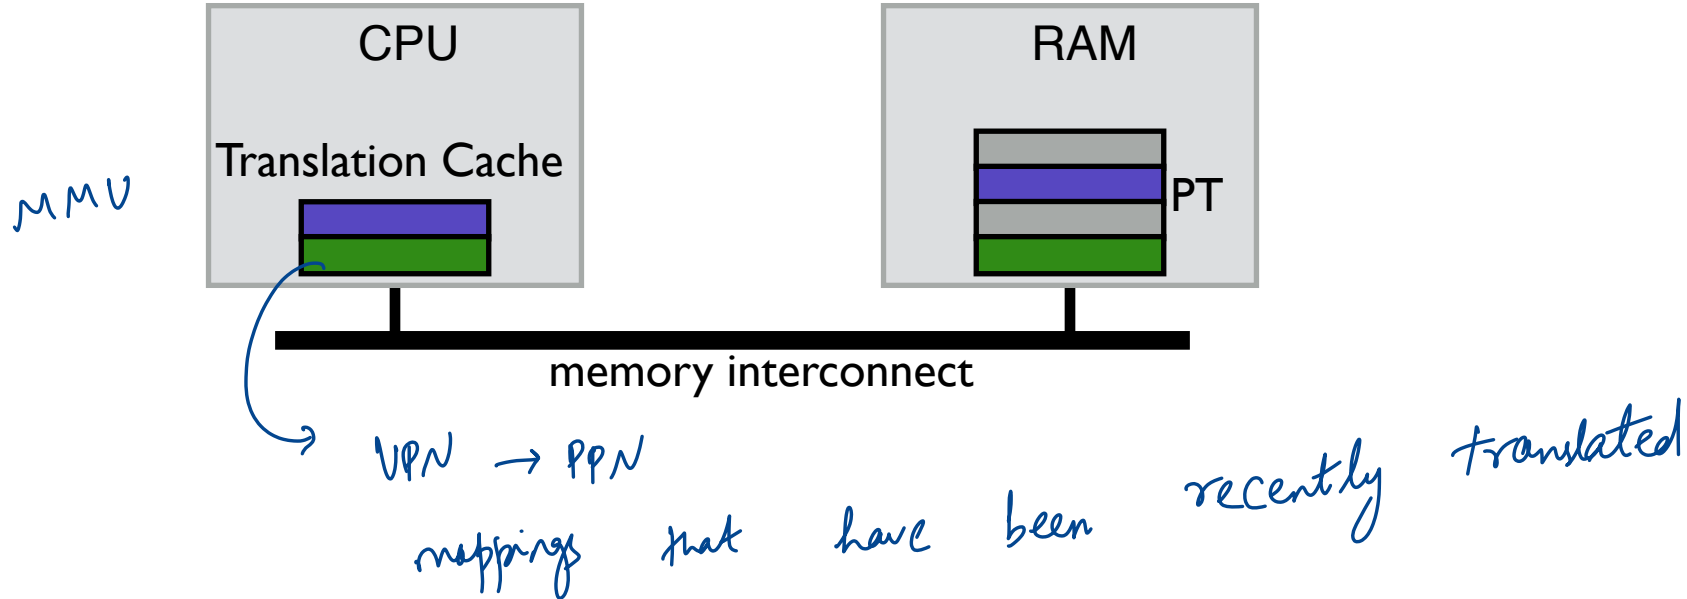 CPU
RAM
Translation Cache
MMU
PT
memory interconnect
VPN → PPN
mappings that have been recently translated